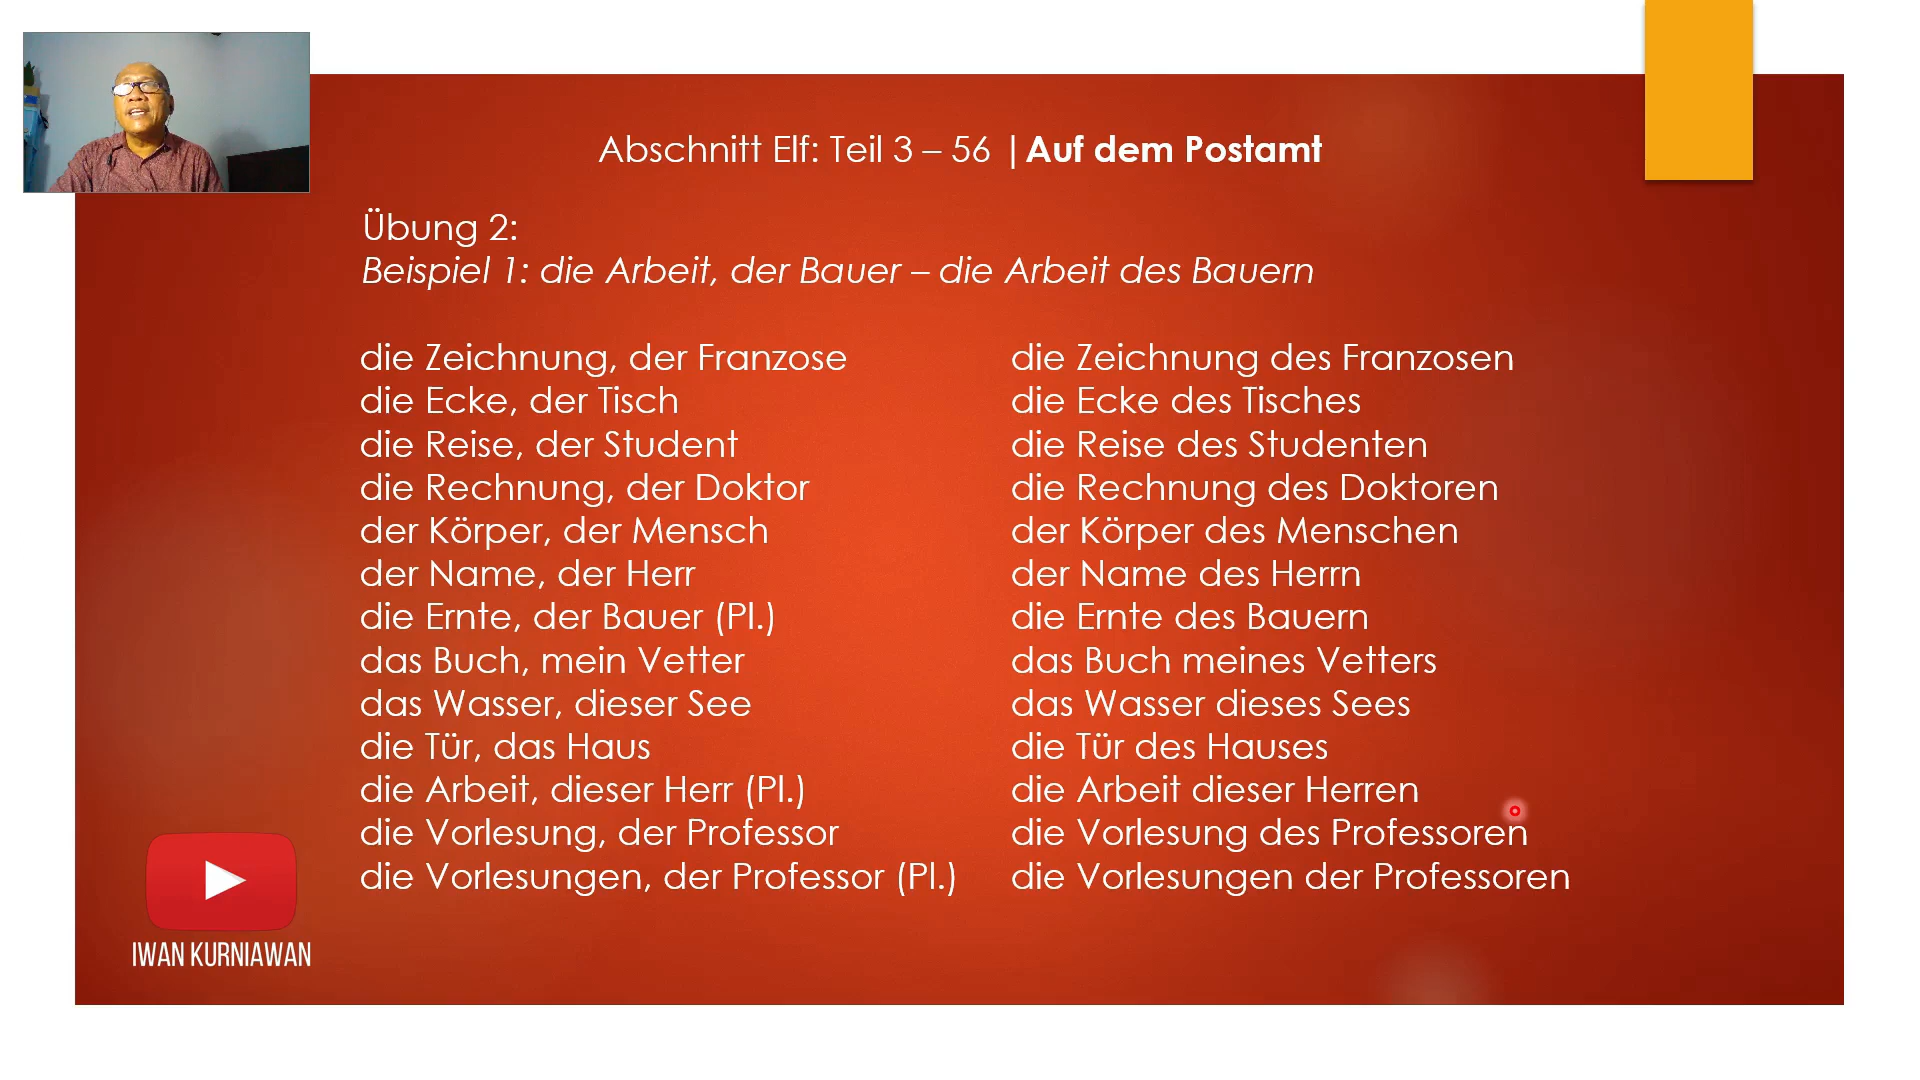 Abschnitt Elf: Teil 3 – 56 |Auf dem Postamt
Übung 2:
Beispiel 1: die Arbeit, der Bauer – die Arbeit des Bauern
die Zeichnung, der Franzose die Zeichnung des Franzosen
die Ecke, der Tisch die Ecke des Tisches
die Reise, der Student die Reise des Studenten
die Rechnung, der Doktor die Rechnung des Doktoren
der Körper, der Mensch der Körper des Menschen
der Name, der Herr der Name des Herrn
die Ernte, der Bauer (Pl.) die Ernte des Bauern
das Buch, mein Vetter das Buch meines Vetters
das Wasser, dieser See das Wasser dieses Sees
die Tür, das Haus die Tür des Hauses
die Arbeit, dieser Herr (Pl.) die Arbeit dieser Herren
die Vorlesung, der Professor die Vorlesung des Professoren
die Vorlesungen, der Professor (Pl.) die Vorlesungen der Professoren
IWAN KURNIAWAN